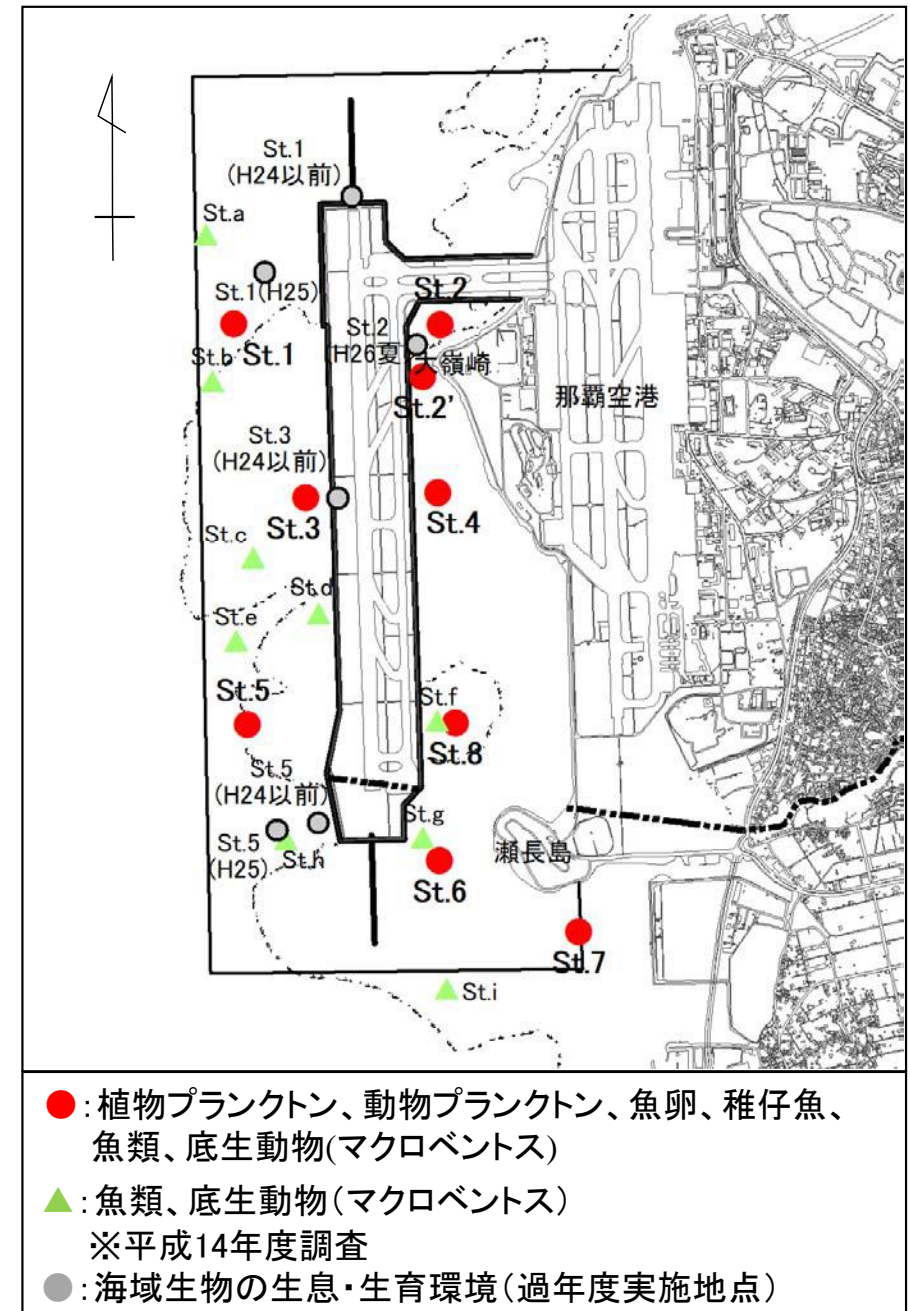 St.1
(H24以前)
St.a
St.1(H25)
St.2
St.1
St.2
(H26夏)
大嶺崎
St.b
St.2'
那覇空港
St.3
(H24以前)
St.3
St.4
St.c
St.d
St.e
St.5
St.f
St.8
St.5
(H24以前)
St.g
St.5
(H25)
St.h
瀬長島
St.6
St.7
St.i
●:植物プランクトン、動物プランクトン、魚卵、稚仔魚、
魚類、底生動物(マクロベントス)
▲:魚類、底生動物(マクロベントス)
※平成14年度調査
●:海域生物の生息・生育環境(過年度実施地点)